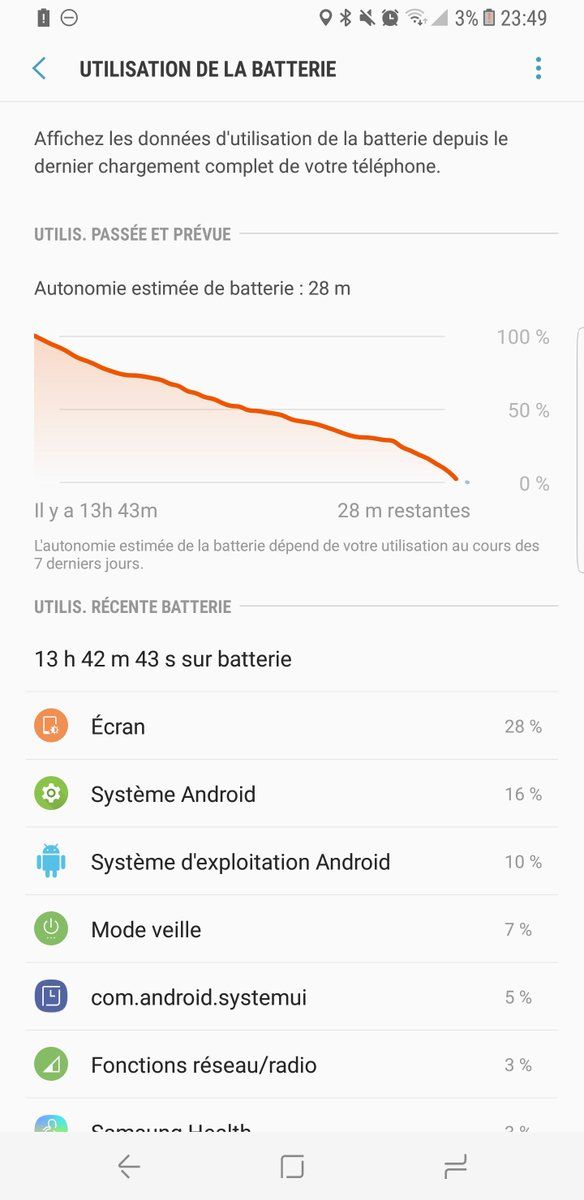 3% 23:49
UTILISATION DE LA BATTERIE
Affichez les données d'utilisation de la batterie depuis le
dernier chargement complet de votre téléphone.
UTILIS. PASSÉE ET PRÉVUE
Autonomie estimée de batterie : 28 m
100 %
50 %
0 %
Il y a 13h 43m
28 m restantes
L'autonomie estimée de la batterie dépend de votre utilisation au cours des
7 derniers jours.
UTILIS. RÉCENTE BATTERIE
13 h 42 m 43 s sur batterie
Écran 28 %
Système Android 16 %
Système d'exploitation Android 10 %
Mode veille 7 %
com.android.systemui 5 %
Fonctions réseau/radio 3 %
Samsung Health